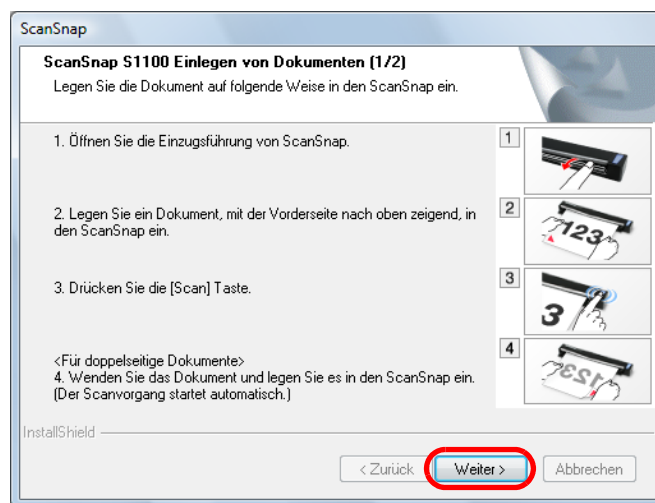 ScanSnap
ScanSnap S1100 Einlegen von Dokumenten (1/2)
Legen Sie die Dokument auf folgende Weise in den ScanSnap ein.
1. Öffnen Sie die Einzugsführung von ScanSnap.
1
2. Legen Sie ein Dokument, mit der Vorderseite nach oben zeigend, in
den ScanSnap ein.
2
123
3. Drücken Sie die [Scan] Taste.
3
3
<Für doppelseitige Dokumente>
4. Wenden Sie das Dokument und legen Sie es in den ScanSnap ein.
(Der Scanvorgang startet automatisch.)
4
123
InstallShield
< Zurück
Weiter >
Abbrechen